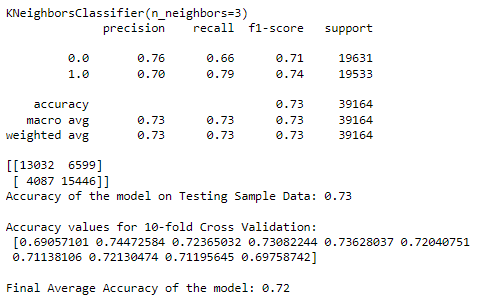 KNeighborsClassifier(n_neighbors=3)
precision recall f1-score support
0.0 0.76 0.66 0.71 19631
1.0 0.70 0.79 0.74 19533
accuracy 0.73 39164
macro avg 0.73 0.73 0.73 39164
weighted avg 0.73 0.73 0.73 39164
[[13032 6599]
[ 4087 15446]]
Accuracy of the model on Testing Sample Data: 0.73
Accuracy values for 10-fold Cross Validation:
[0.69057101 0.74472584 0.72365032 0.73082244 0.73628037 0.72040751
0.71138106 0.72130474 0.71195645 0.69758742]
Final Average Accuracy of the model: 0.72